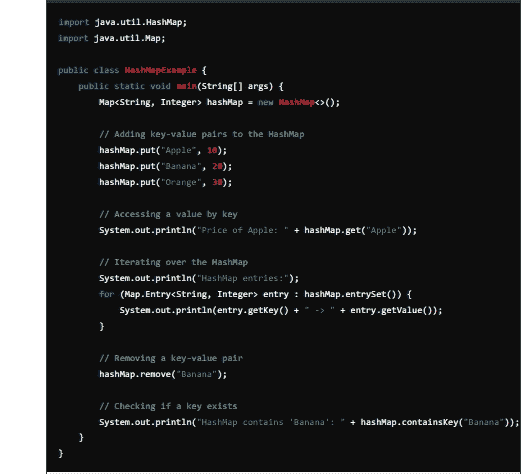 import java.util.HashMap;
import java.util.Map;
public class HashMapExample {
public static void main(String[] args) {
Map<String, Integer> hashMap = new HashMap<>();
// Adding key-value pairs to the HashMap
hashMap.put("Apple", 10);
hashMap.put("Banana", 20);
hashMap.put("Orange", 30);
// Accessing a value by key
System.out.println("Price of Apple: " + hashMap.get("Apple"));
// Iterating over the HashMap
System.out.println("HashMap entries:");
for (Map.Entry<String, Integer> entry : hashMap.entrySet()) {
System.out.println(entry.getKey() + " -> " + entry.getValue());
}
// Removing a key-value pair
hashMap.remove("Banana");
// Checking if a key exists
System.out.println("HashMap contains 'Banana': " + hashMap.containsKey("Banana"));
}
}